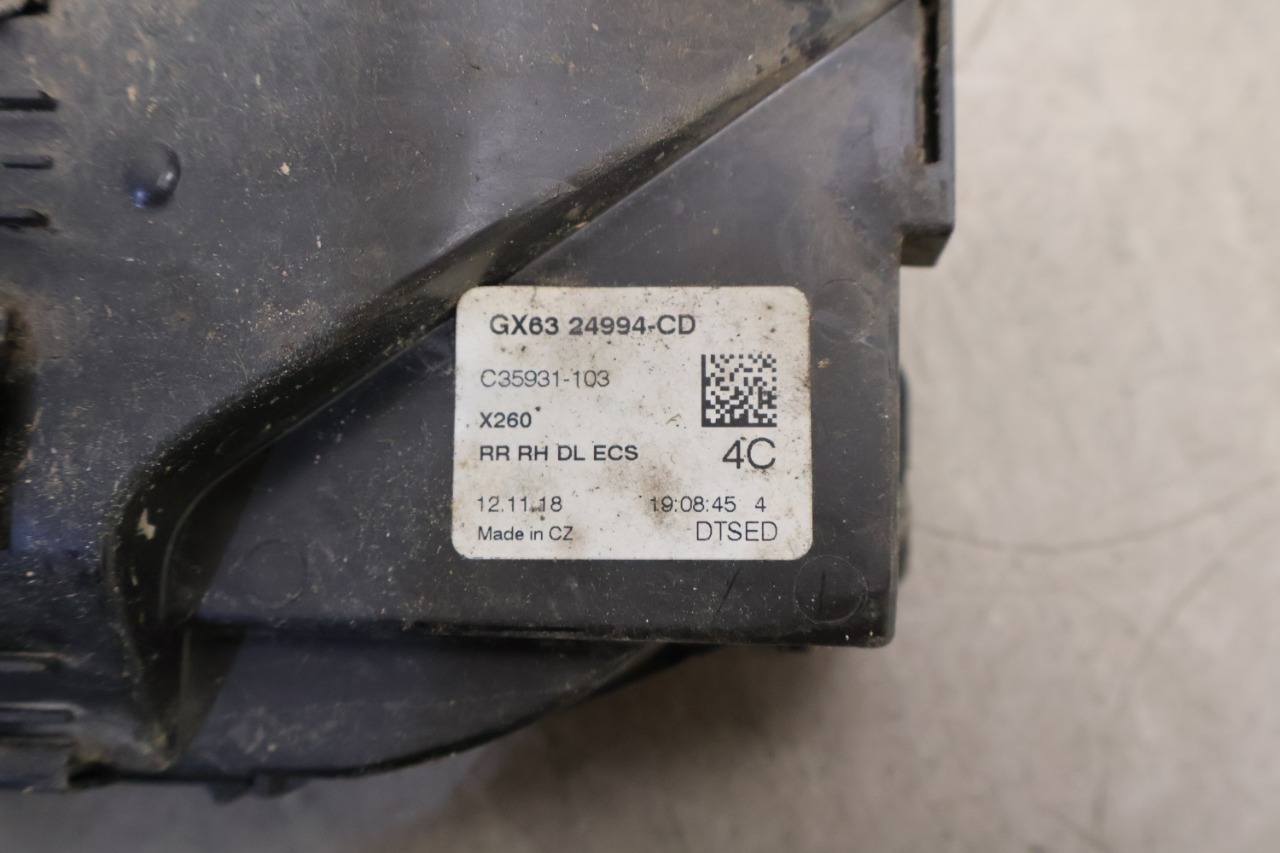 GX63 24994-CD
C35931-103
X260
RR RH DL ECS 4C
12.11.18 19:08:45 4
Made in CZ DTSED